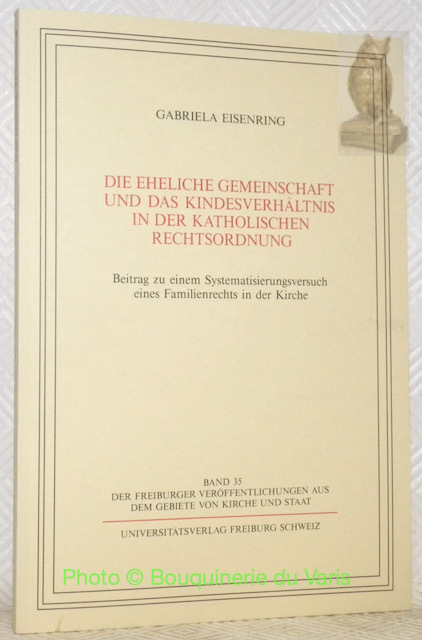 GABRIELA EISENRING
DIE EHELICHE GEMEINSCHAFT
UND DAS KINDESVERHÄLTNIS
IN DER KATHOLISCHEN
RECHTSORDNUNG
Beitrag zu einem Systematisierungsversuch
eines Familienrechts in der Kirche
BAND 35
DER FREIBURGER VERÖFFENTLICHUNGEN AUS
DEM GEBIETE VON KIRCHE UND STAAT
UNIVERSITÄTSVERLAG FREIBURG SCHWEIZ
Photo © Bouquinerie du Varis